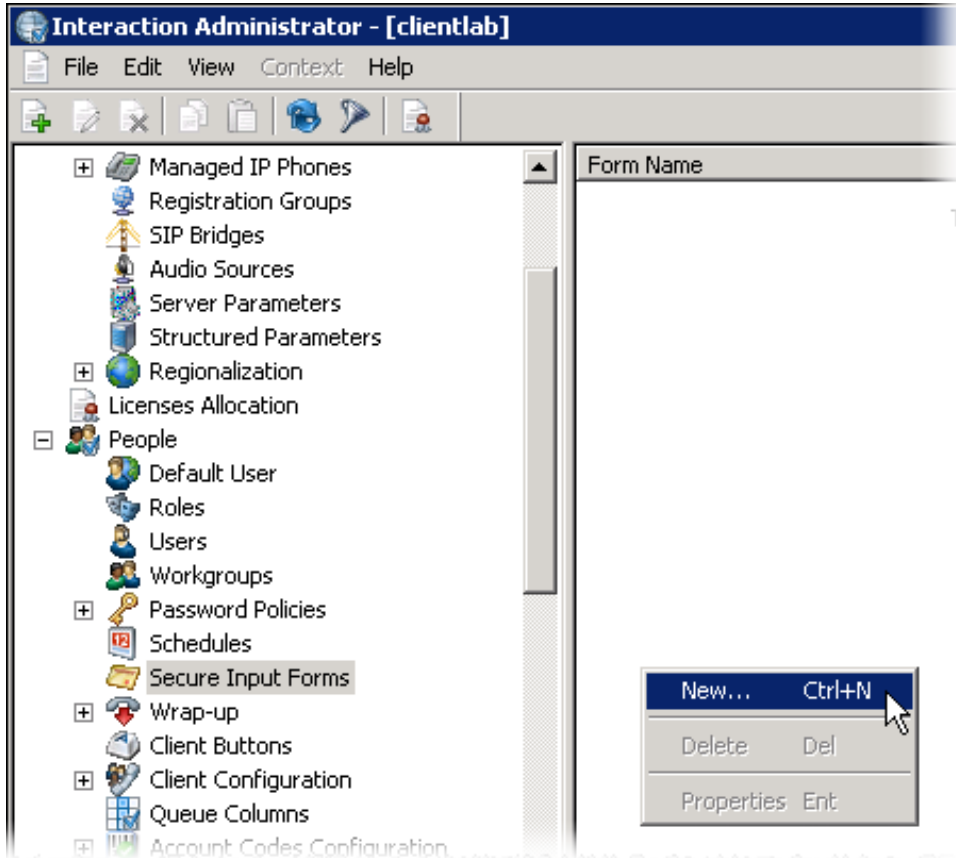 Interaction Administrator - [clientlab]
File Edit View Context Help
Managed IP Phones
Registration Groups
SIP Bridges
Audio Sources
Server Parameters
Structured Parameters
Regionalization
Licenses Allocation
People
Default User
Roles
Users
Workgroups
Password Policies
12
Schedules
Secure Input Forms
Wrap-up
Client Buttons
Client Configuration
Queue Columns
Account Codes Configuration
Form Name
New... Ctrl+N
Delete Del
Properties Ent